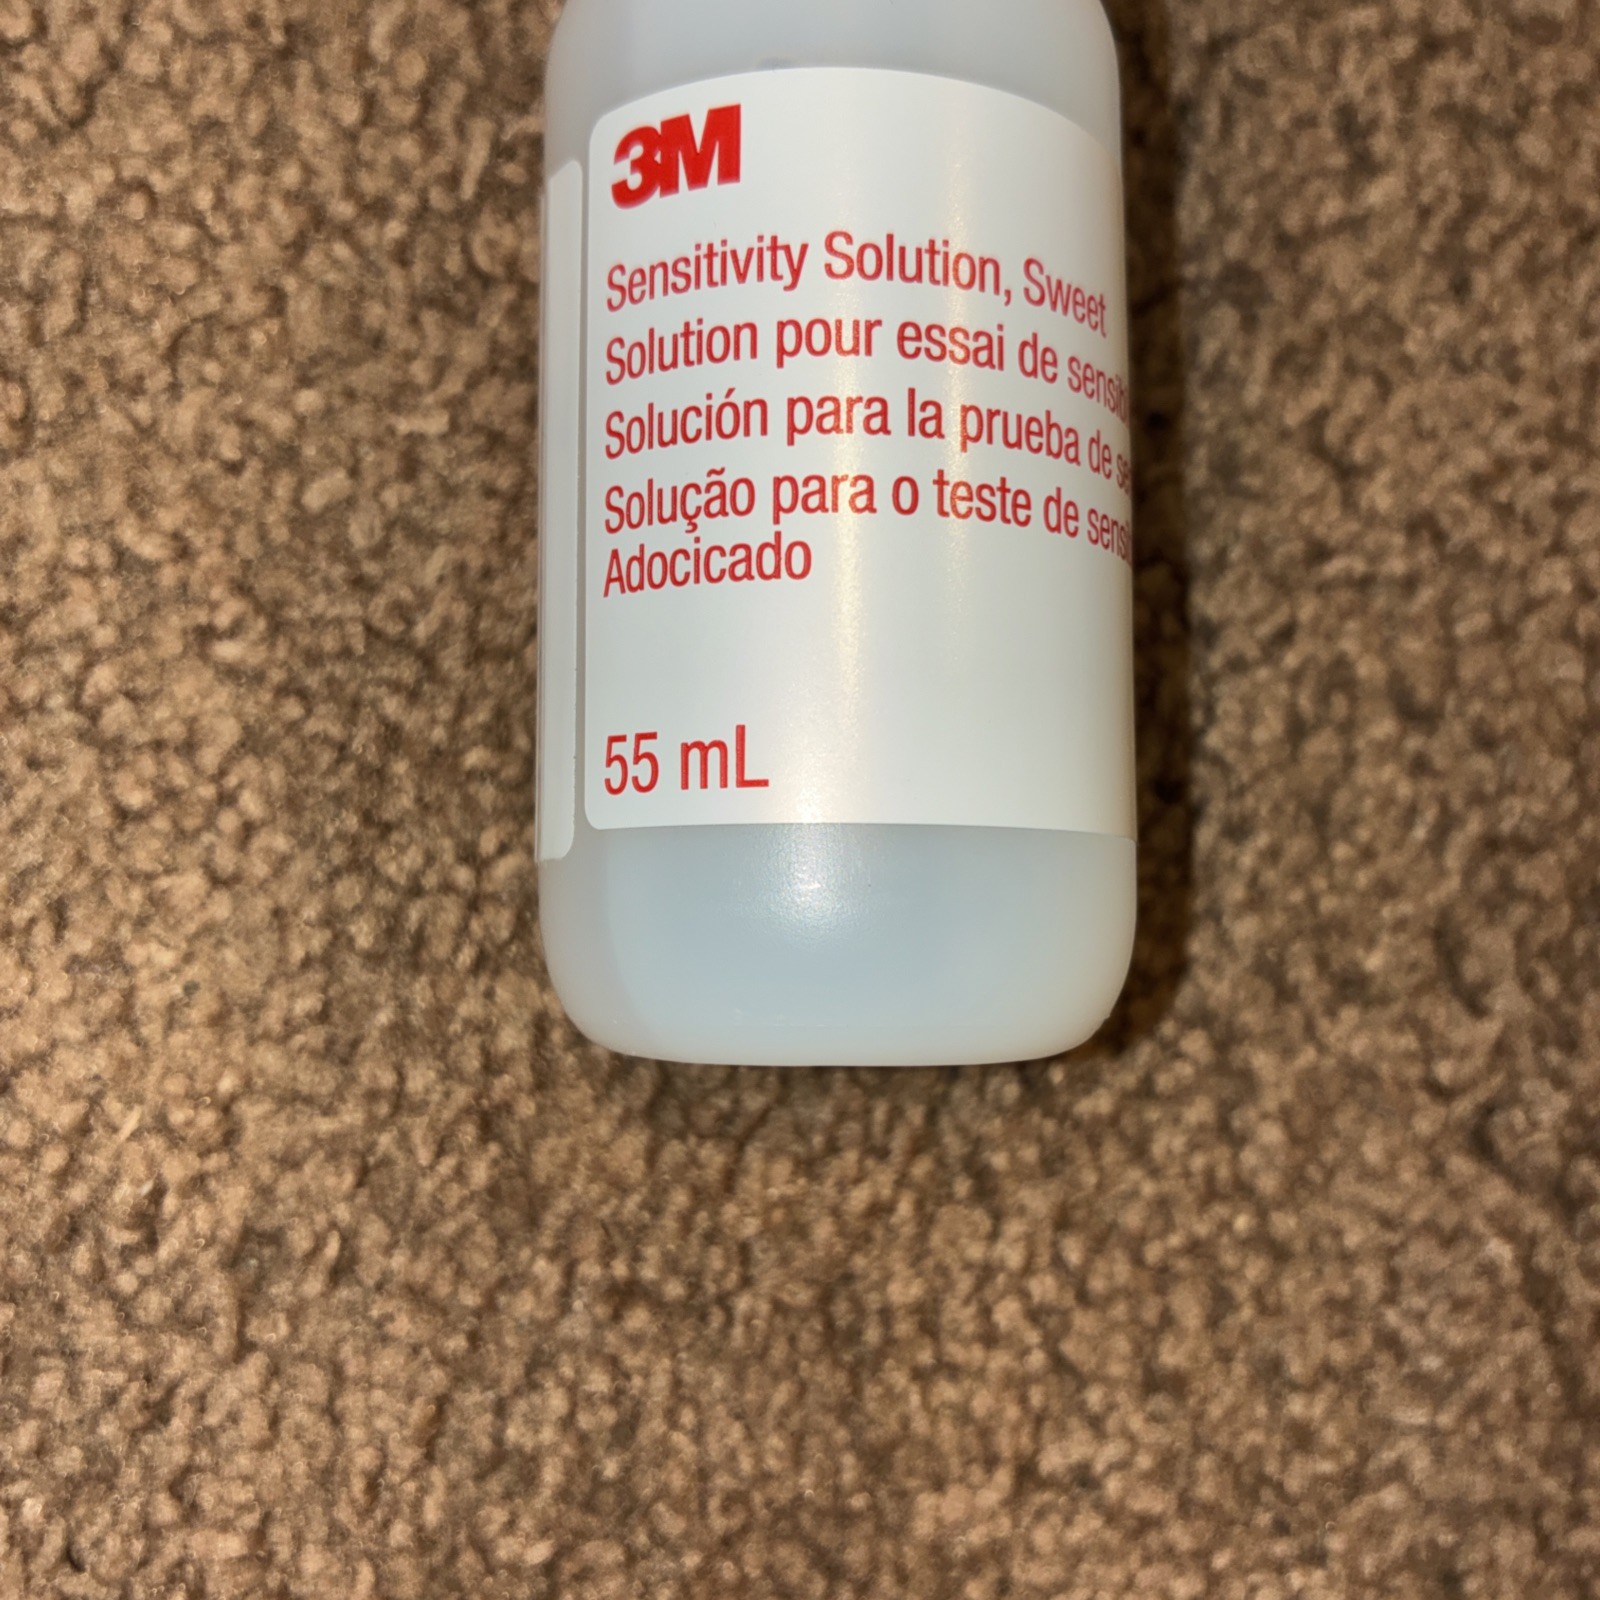 3M
Sensitivity Solution, Sweet
Solution pour essai de
Solución para la prueba de
Solução para o teste de
Adocicado
55 mL